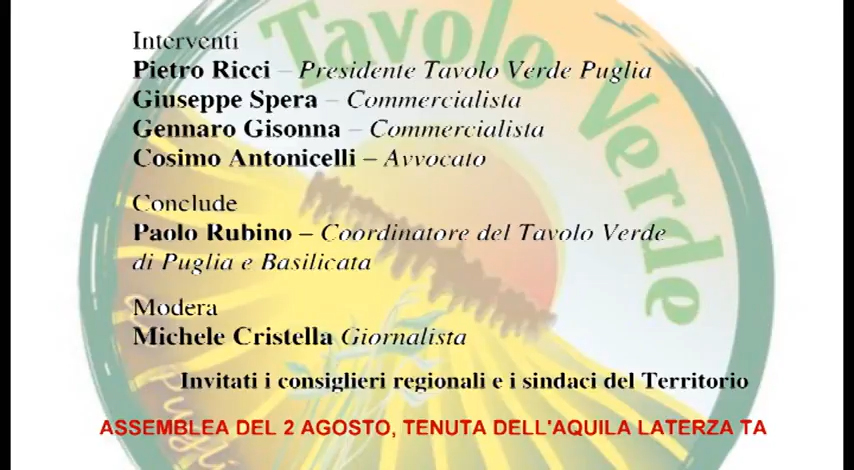 Tavolo Verde
Interventi
Pietro Ricci – Presidente Tavolo Verde Puglia
Giuseppe Spera – Commercialista
Gennaro Gisonna – Commercialista
Cosimo Antonicelli – Avvocato
Conclude
Paolo Rubino – Coordinatore del Tavolo Verde
di Puglia e Basilicata
Modera
Michele Cristella Giornalista
Invitati i consiglieri regionali e i sindaci del Territorio
ASSEMBLEA DEL 2 AGOSTO, TENUTA DELL'AQUILA LATERZA TA